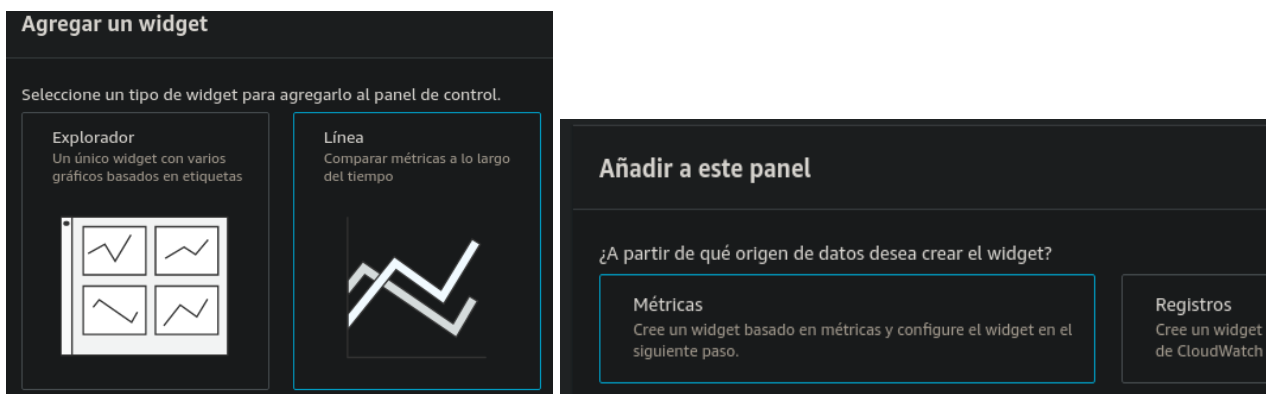 Agregar un widget
Seleccione un tipo de widget para agregarlo al panel de control.
Explorador
Un único widget con varios
gráficos basados en etiquetas
Línea
Comparar métricas a lo largo
del tiempo
Añadir a este panel
¿A partir de qué origen de datos desea crear el widget?
Métricas
Cree un widget basado en métricas y configure el widget en el
siguiente paso.
Registros
Cree un widget
de CloudWatch